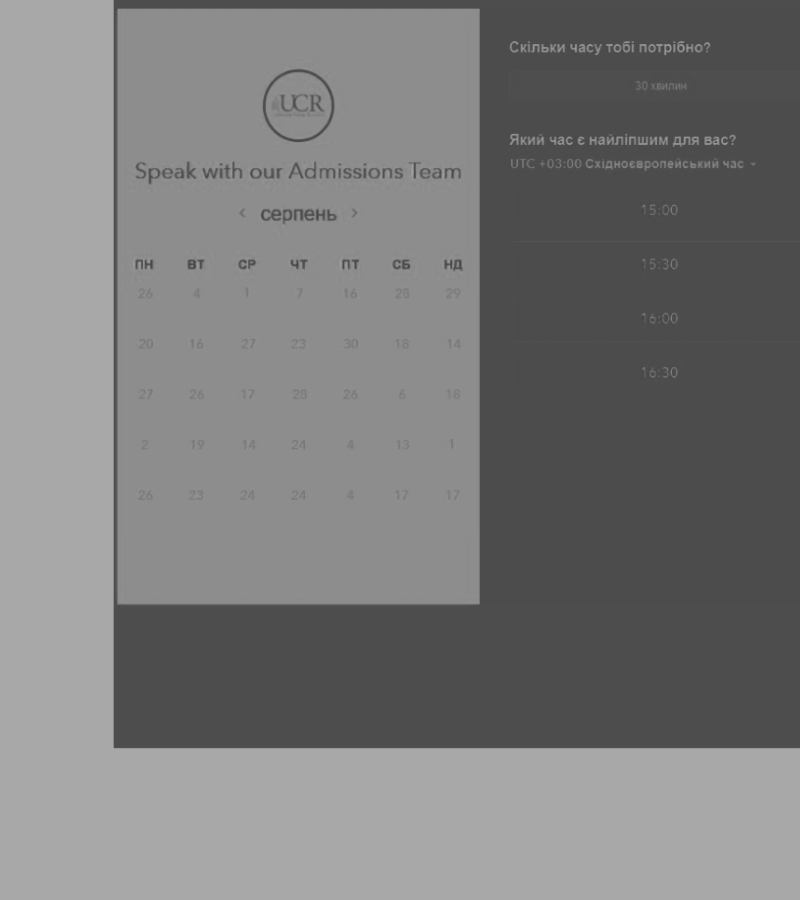 UCR
Speak with our Admissions Team
< серпень >
ПН ВТ СР ЧТ ПТ СБ НД
26 4 1 7 16 28 29
20 16 27 23 30 18 14
27 26 17 28 26 6 18
2 19 14 24 4 13 1
26 23 24 24 4 17 17
Скільки часу тобі потрібно?
30 хвилин
Який час є найліпшим для вас?
UTC +03:00 Східноєвропейський час
15:00
15:30
16:00
16:30